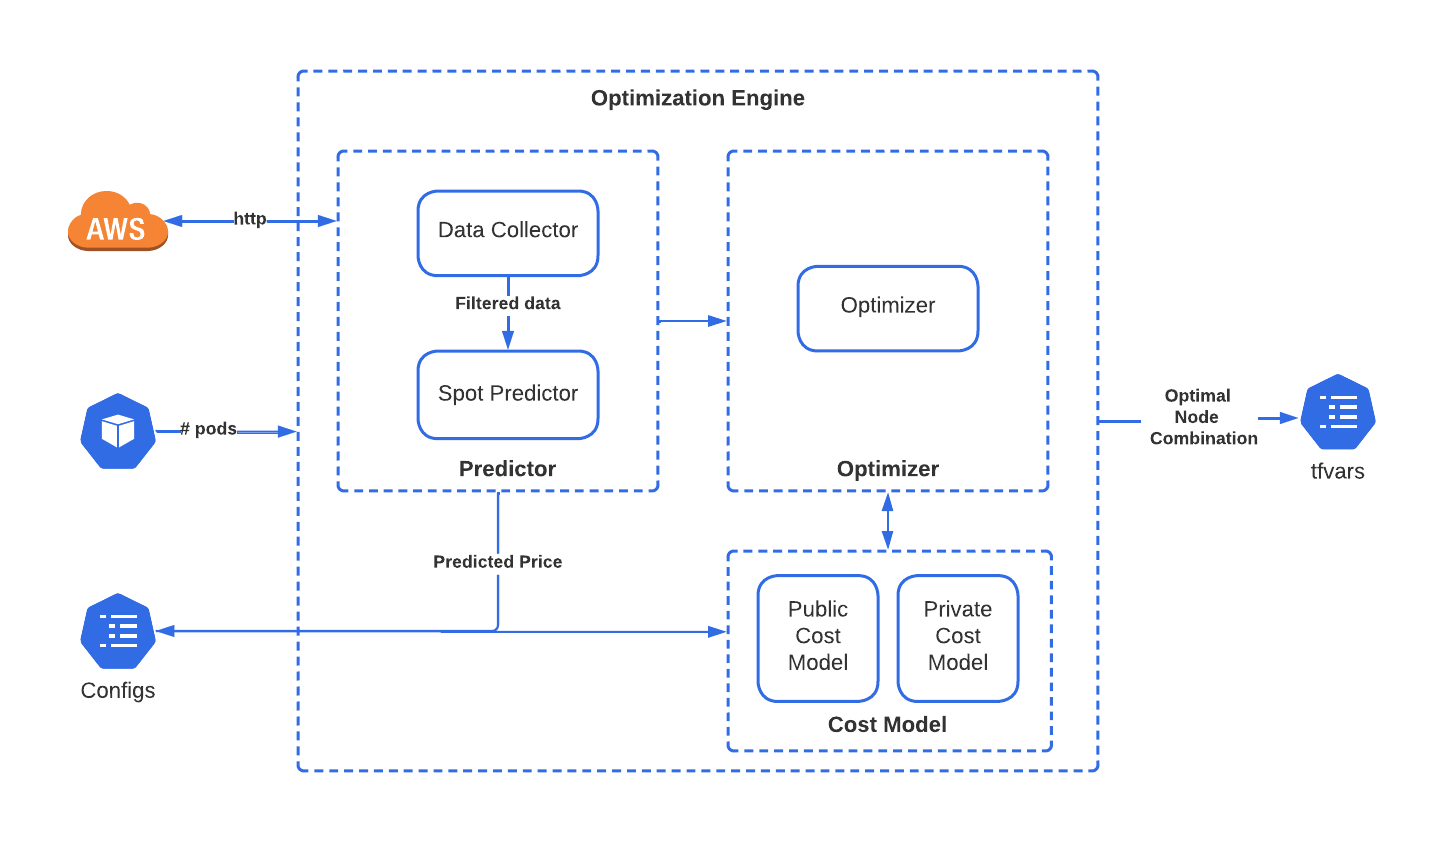 Optimization Engine
AWS
http
Data Collector
Filtered data
Spot Predictor
Predictor
Optimizer
Optimizer
# pods
Optimal
Node
Combination
tfvars
Predicted Price
Configs
Public
Cost
Model
Private
Cost
Model
Cost Model